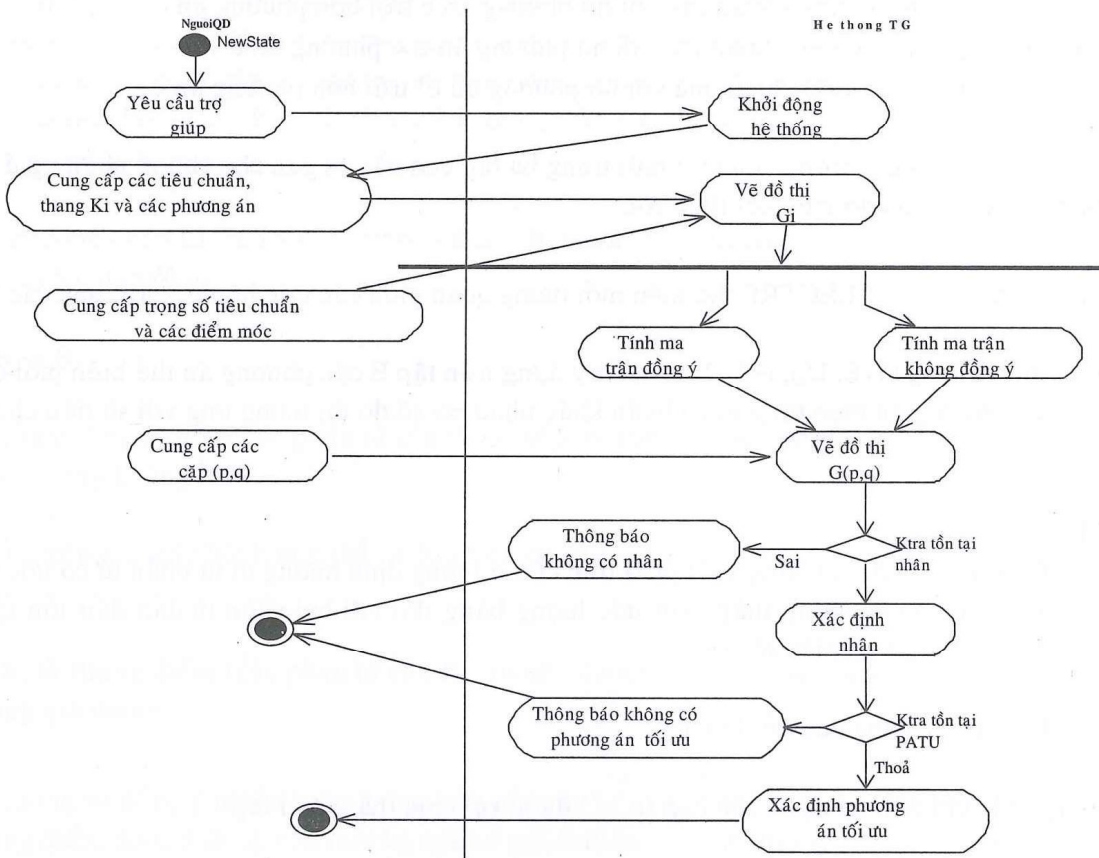 NguoiQD
He thong TG
NewState
Yêu cầu trợ
giúp
Khởi động
hệ thống
Cung cấp các tiêu chuẩn,
thang Ki và các phương án
Vẽ đồ thị
Gi
Cung cấp trọng số tiêu chuẩn
và các điểm móc
Tính ma
trận đồng ý
Tính ma trận
không đồng ý
Cung cấp các
cặp (p,q)
Vẽ đồ thị
G(p,q)
Thông báo
không có nhân
Sai
Ktra tồn tại
nhân
Xác định
nhân
Thông báo không có
phương án tối ưu
Ktra tồn tại
PATU
Thoả
Xác định phương
án tối ưu